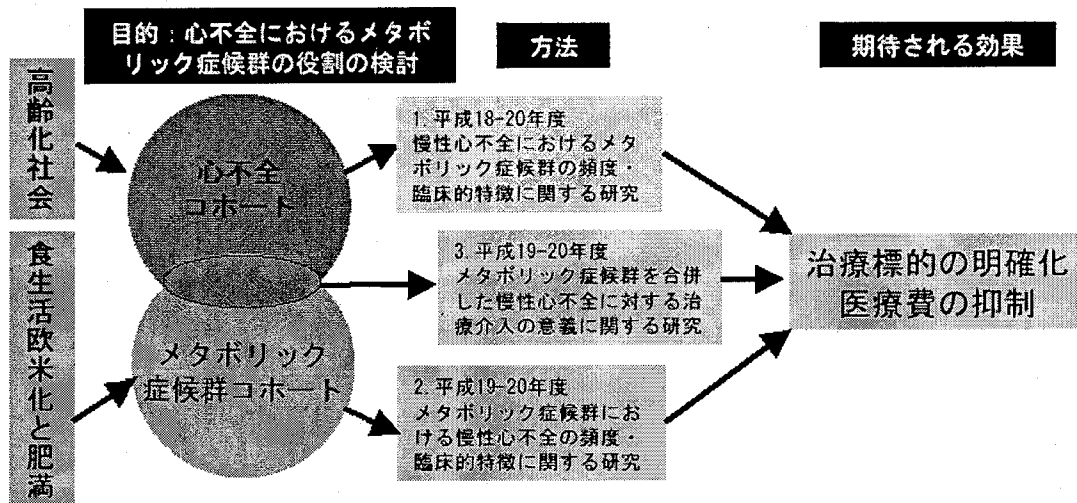 目的：心不全におけるメタボ
リック症候群の役割の検討
方法
期待される効果
高齢化社会
食生活欧米化と肥満
心不全
コホート
メタボリック
症候群コホート
1. 平成18-20年度
慢性心不全におけるメタ
ボリック症候群の頻度・
臨床的特徴に関する研究
3. 平成19-20年度
メタボリック症候群を合併
した慢性心不全に対する治
療介入の意義に関する研究
2. 平成19-20年度
メタボリック症候群にお
ける慢性心不全の頻度・
臨床的特徴に関する研究
治療標的の明確化
医療費の抑制